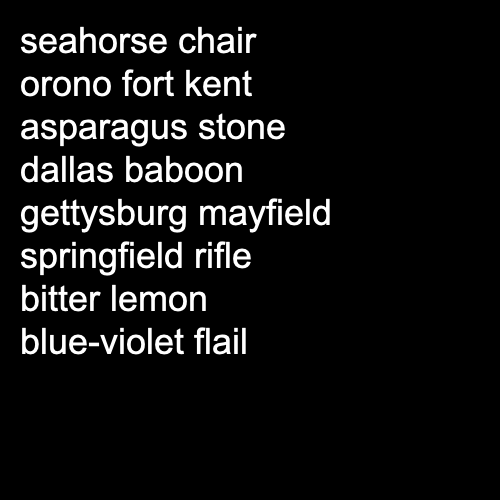 seahorse chair
orono fort kent
asparagus stone
dallas baboon
gettysburg mayfield
springfield rifle
bitter lemon
blue-violet flail